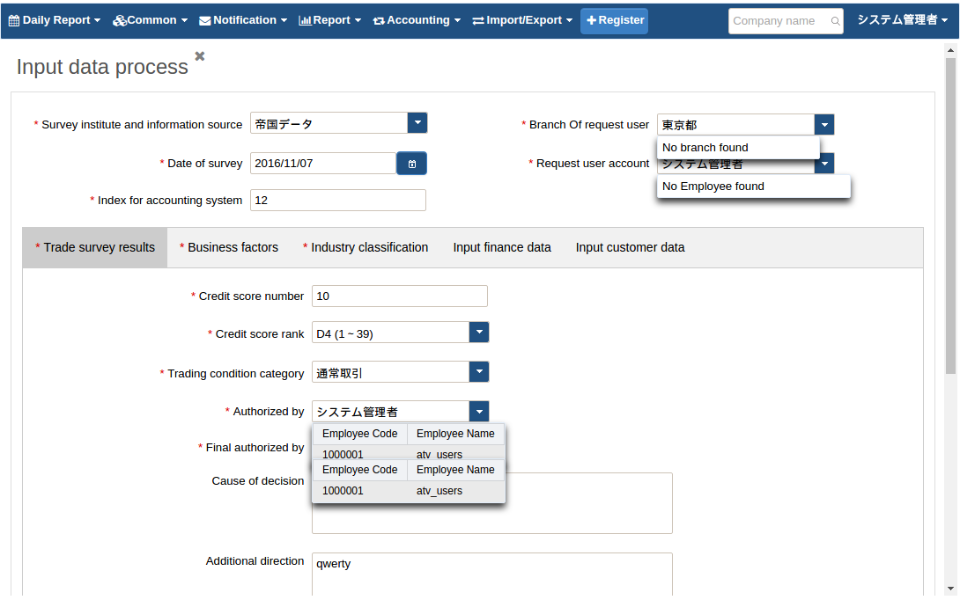 Daily Report Common Notification Report Accounting Import/Export Register Company name システム管理者
Input data process
* Survey institute and information source 帝国データ * Branch Of request user 東京都
No branch found
* Date of survey 2016/11/07 * Request user account システム管理者
No Employee found
* Index for accounting system 12
* Trade survey results * Business factors * Industry classification Input finance data Input customer data
* Credit score number 10
* Credit score rank D4 (1 ~ 39)
* Trading condition category 通常取引
* Authorized by システム管理者
Employee Code Employee Name
* Final authorized by 1000001 atv_users
Employee Code Employee Name
Cause of decision
1000001 atv_users
Additional direction qwerty